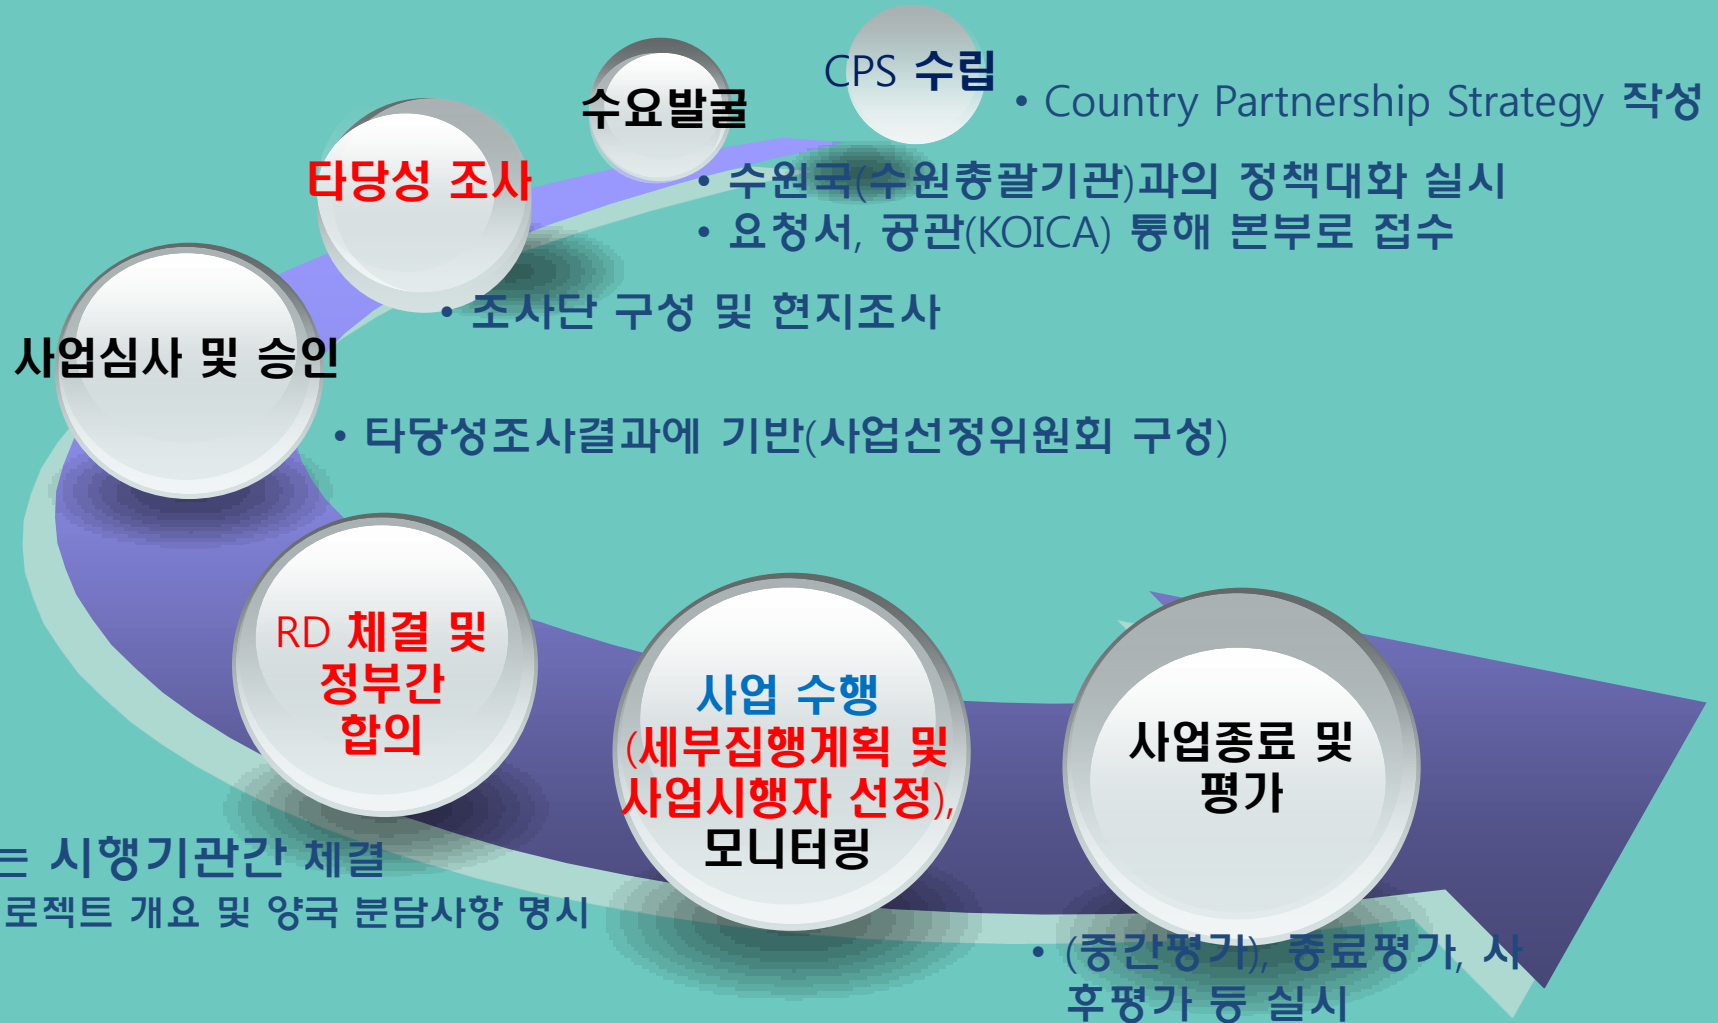 CPS 수립
• Country Partnership Strategy 작성
수요발굴
• 수원국(수원총괄기관)과의 정책대화 실시
• 요청서, 공관(KOICA) 통해 본부로 접수
타당성 조사
• 조사단 구성 및 현지조사
사업심사 및 승인
• 타당성조사결과에 기반(사업선정위원회 구성)
RD 체결 및
정부간
합의
시행기관간 체결
로젝트 개요 및 양국 분담사항 명시
사업 수행
(세부집행계획 및
사업시행자 선정),
모니터링
사업종료 및
평가
• (중간평가), 종료평가, 사
후평가 등 실시